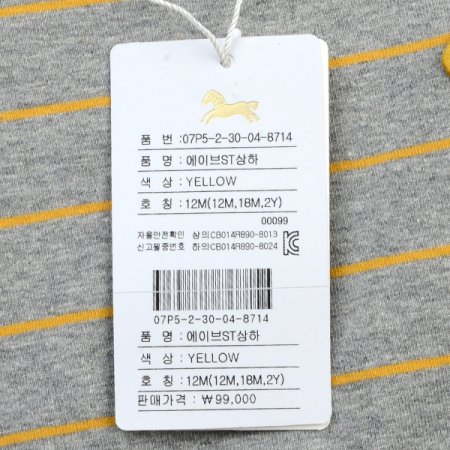 품 번 :07P5-2-30-04-8714
품 명 :에이브ST상하
색 상 :YELLOW
호 칭 :12M(12M,18M,2Y)
00099
자율안전확인 상의CB014R890-8013
신고필증번호 하의CB014R890-8024
07P5-2-30-04-8714
품 명 :에이브ST상하
색 상 :YELLOW
호 칭 :12M(12M,18M,2Y)
판매가격 :₩99,000